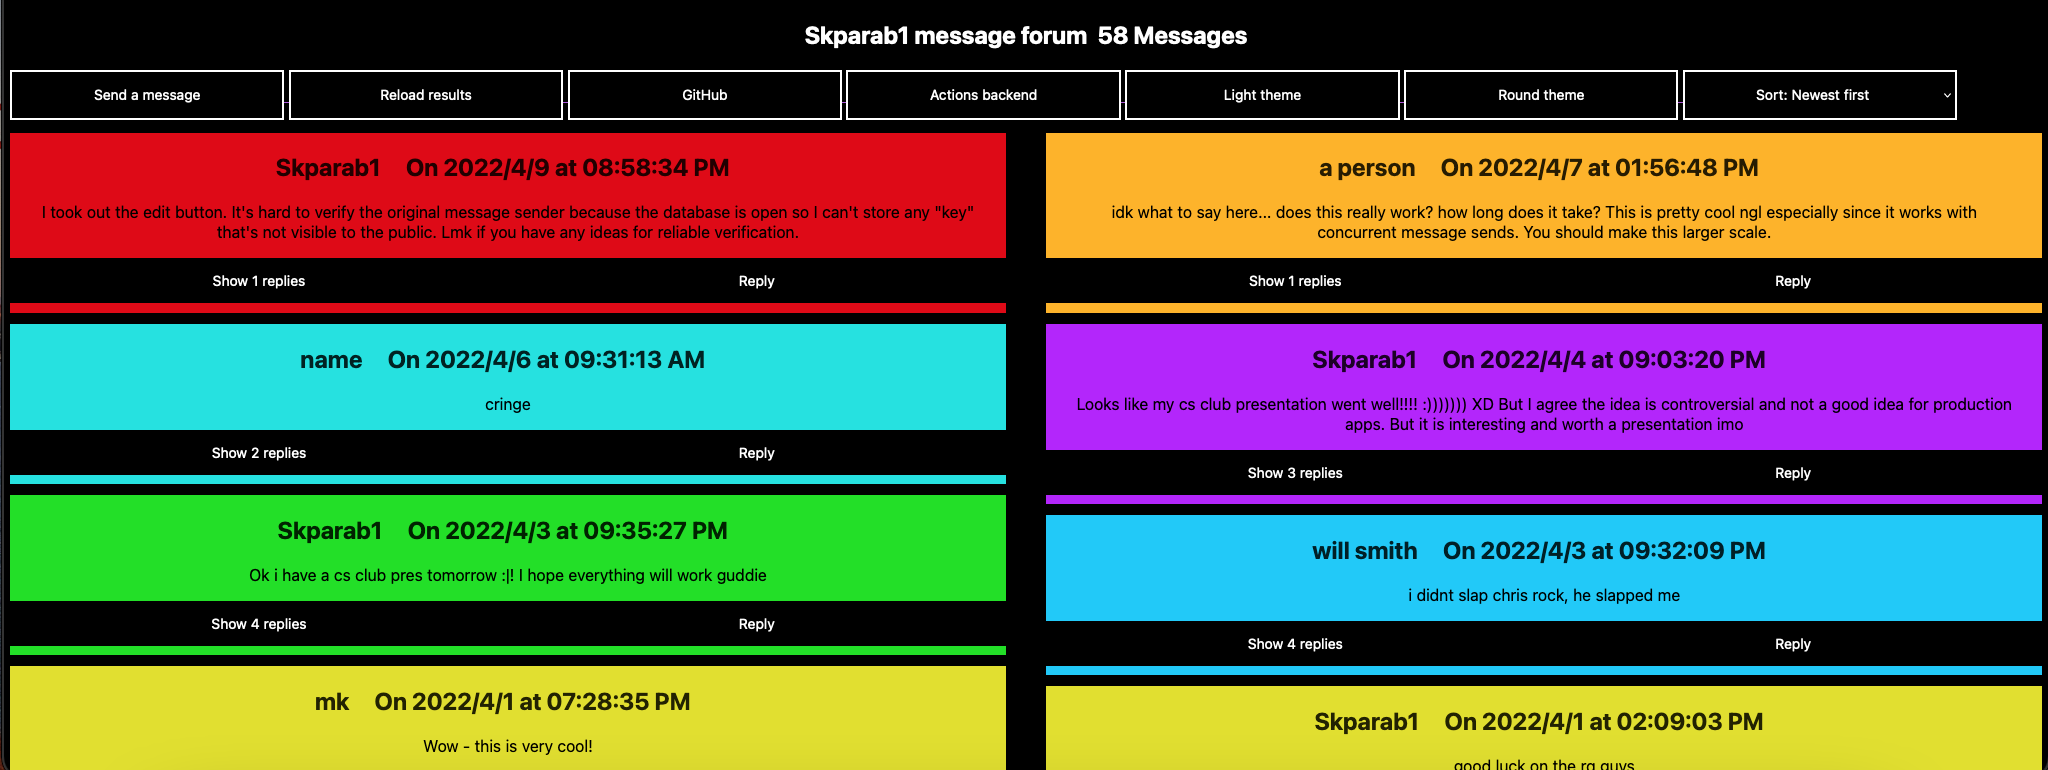 Skparab1 message forum 58 Messages
Send a message
Reload results
GitHub
Actions backend
Light theme
Round theme
Sort: Newest first
Skparab1 On 2022/4/9 at 08:58:34 PM
I took out the edit button. It's hard to verify the original message sender because the database is open so I can't store any "key"
that's not visible to the public. Lmk if you have any ideas for reliable verification.
Show 1 replies
Reply
a person On 2022/4/7 at 01:56:48 PM
idk what to say here... does this really work? how long does it take? This is pretty cool ngl especially since it works with
concurrent message sends. You should make this larger scale.
Show 1 replies
Reply
name On 2022/4/6 at 09:31:13 AM
cringe
Show 2 replies
Reply
Skparab1 On 2022/4/4 at 09:03:20 PM
Looks like my cs club presentation went well!!!! :))))))) XD But I agree the idea is controversial and not a good idea for production
apps. But it is interesting and worth a presentation imo
Show 3 replies
Reply
Skparab1 On 2022/4/3 at 09:35:27 PM
Ok i have a cs club pres tomorrow :|! I hope everything will work guddie
Show 4 replies
Reply
will smith On 2022/4/3 at 09:32:09 PM
i didnt slap chris rock, he slapped me
Show 4 replies
Reply
mk On 2022/4/1 at 07:28:35 PM
Wow - this is very cool!
Skparab1 On 2022/4/1 at 02:09:03 PM
good luck on the rq guys